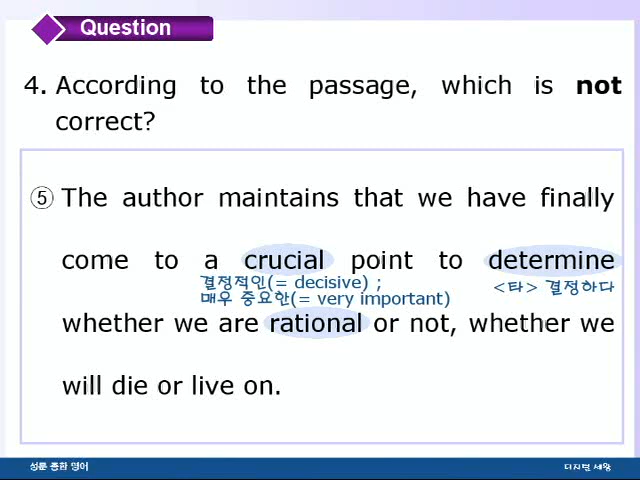 Question
4. According to the passage, which is not
correct?
⑤ The author maintains that we have finally
come to a crucial point to determine
결정적인(= decisive) ;
매우 중요한(= very important)
<타> 결정하다
whether we are rational or not, whether we
will die or live on.
성문 종합 영어
디지털 세왕